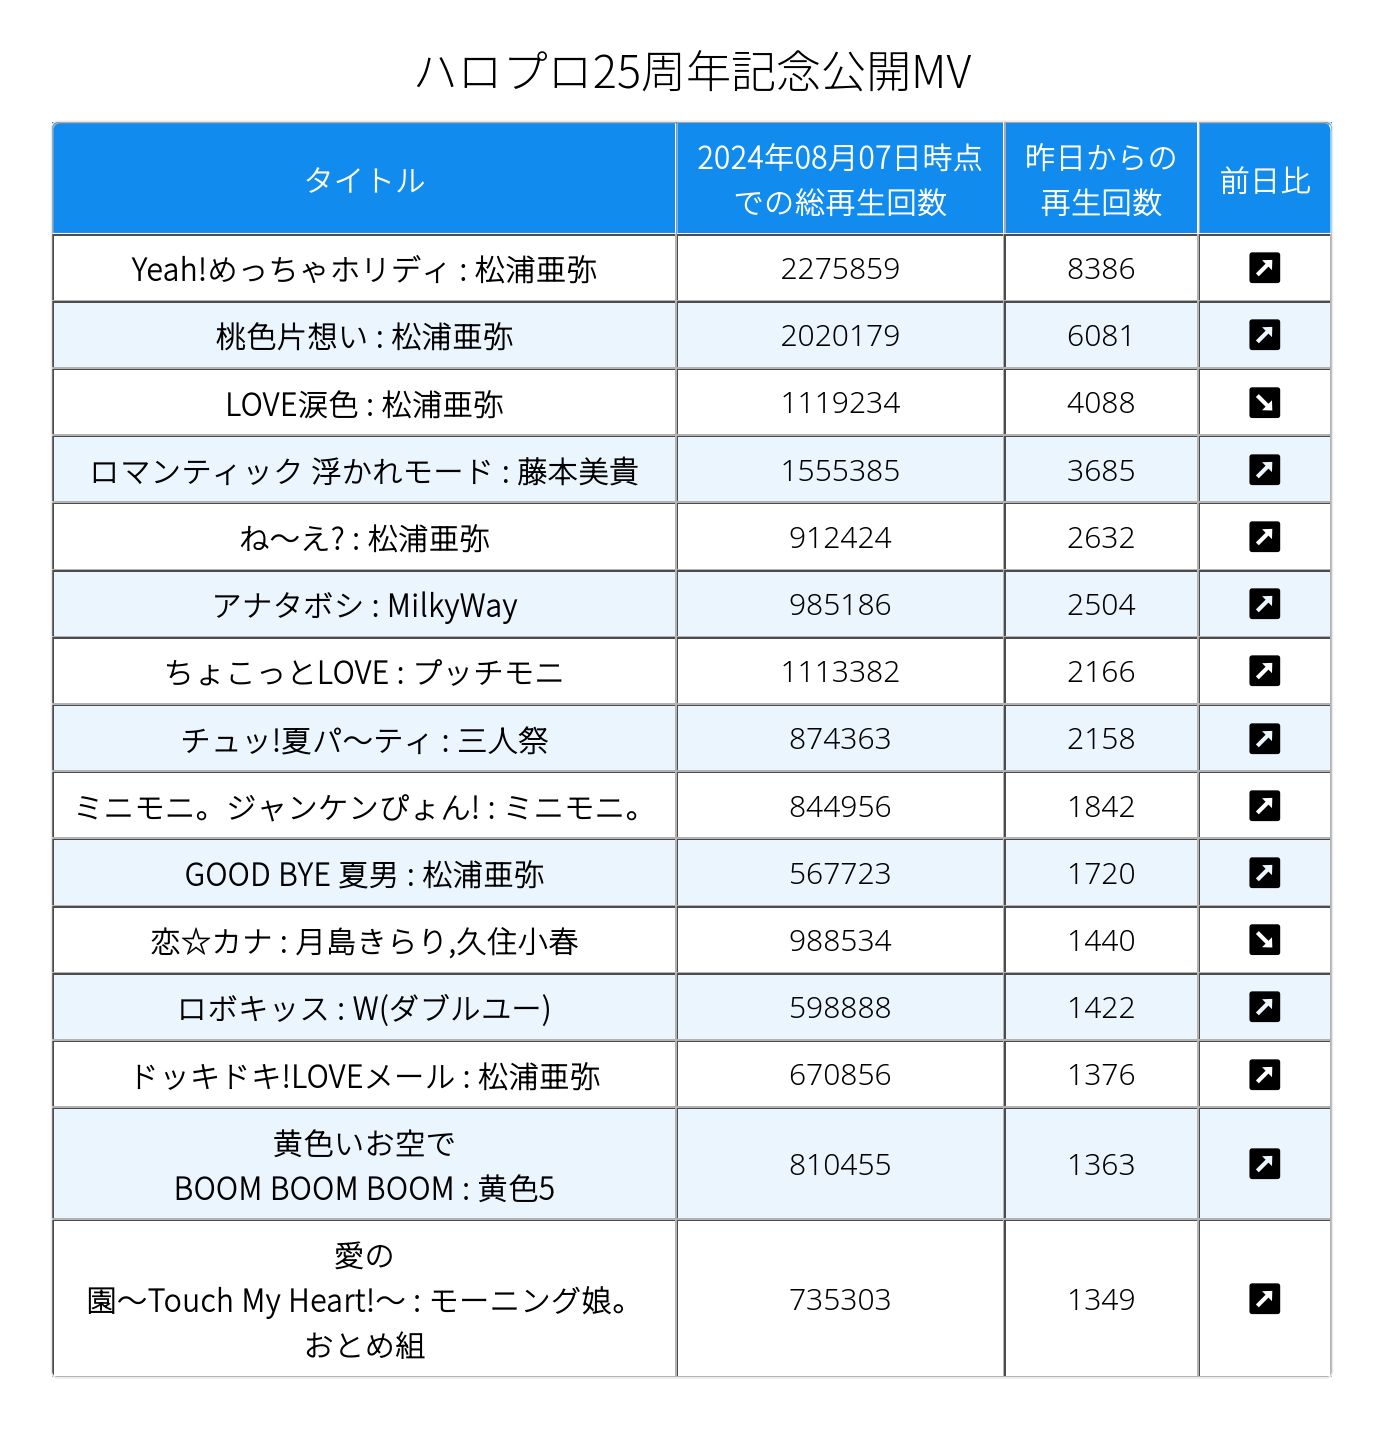 ハロプロ25周年記念公開MV
タイトル
2024年08月07日時点
での総再生回数
昨日からの
再生回数
前日比
Yeah!めっちゃホリディ : 松浦亜弥 2275859 8386
桃色片想い : 松浦亜弥 2020179 6081
LOVE涙色 : 松浦亜弥 1119234 4088
ロマンティック 浮かれモード : 藤本美貴 1555385 3685
ね〜え? : 松浦亜弥 912424 2632
アナタボシ : MilkyWay 985186 2504
ちょこっとLOVE : プッチモニ 1113382 2166
チュッ!夏パ〜ティ : 三人祭 874363 2158
ミニモニ。ジャンケンぴょん! : ミニモニ。 844956 1842
GOOD BYE 夏男 : 松浦亜弥 567723 1720
恋☆カナ : 月島きらり,久住小春 988534 1440
ロボキッス : W(ダブルユー) 598888 1422
ドッキドキ!LOVEメール : 松浦亜弥 670856 1376
黄色いお空で
BOOM BOOM BOOM : 黄色5 810455 1363
愛の
園〜Touch My Heart!〜 : モーニング娘。 735303 1349
おとめ組